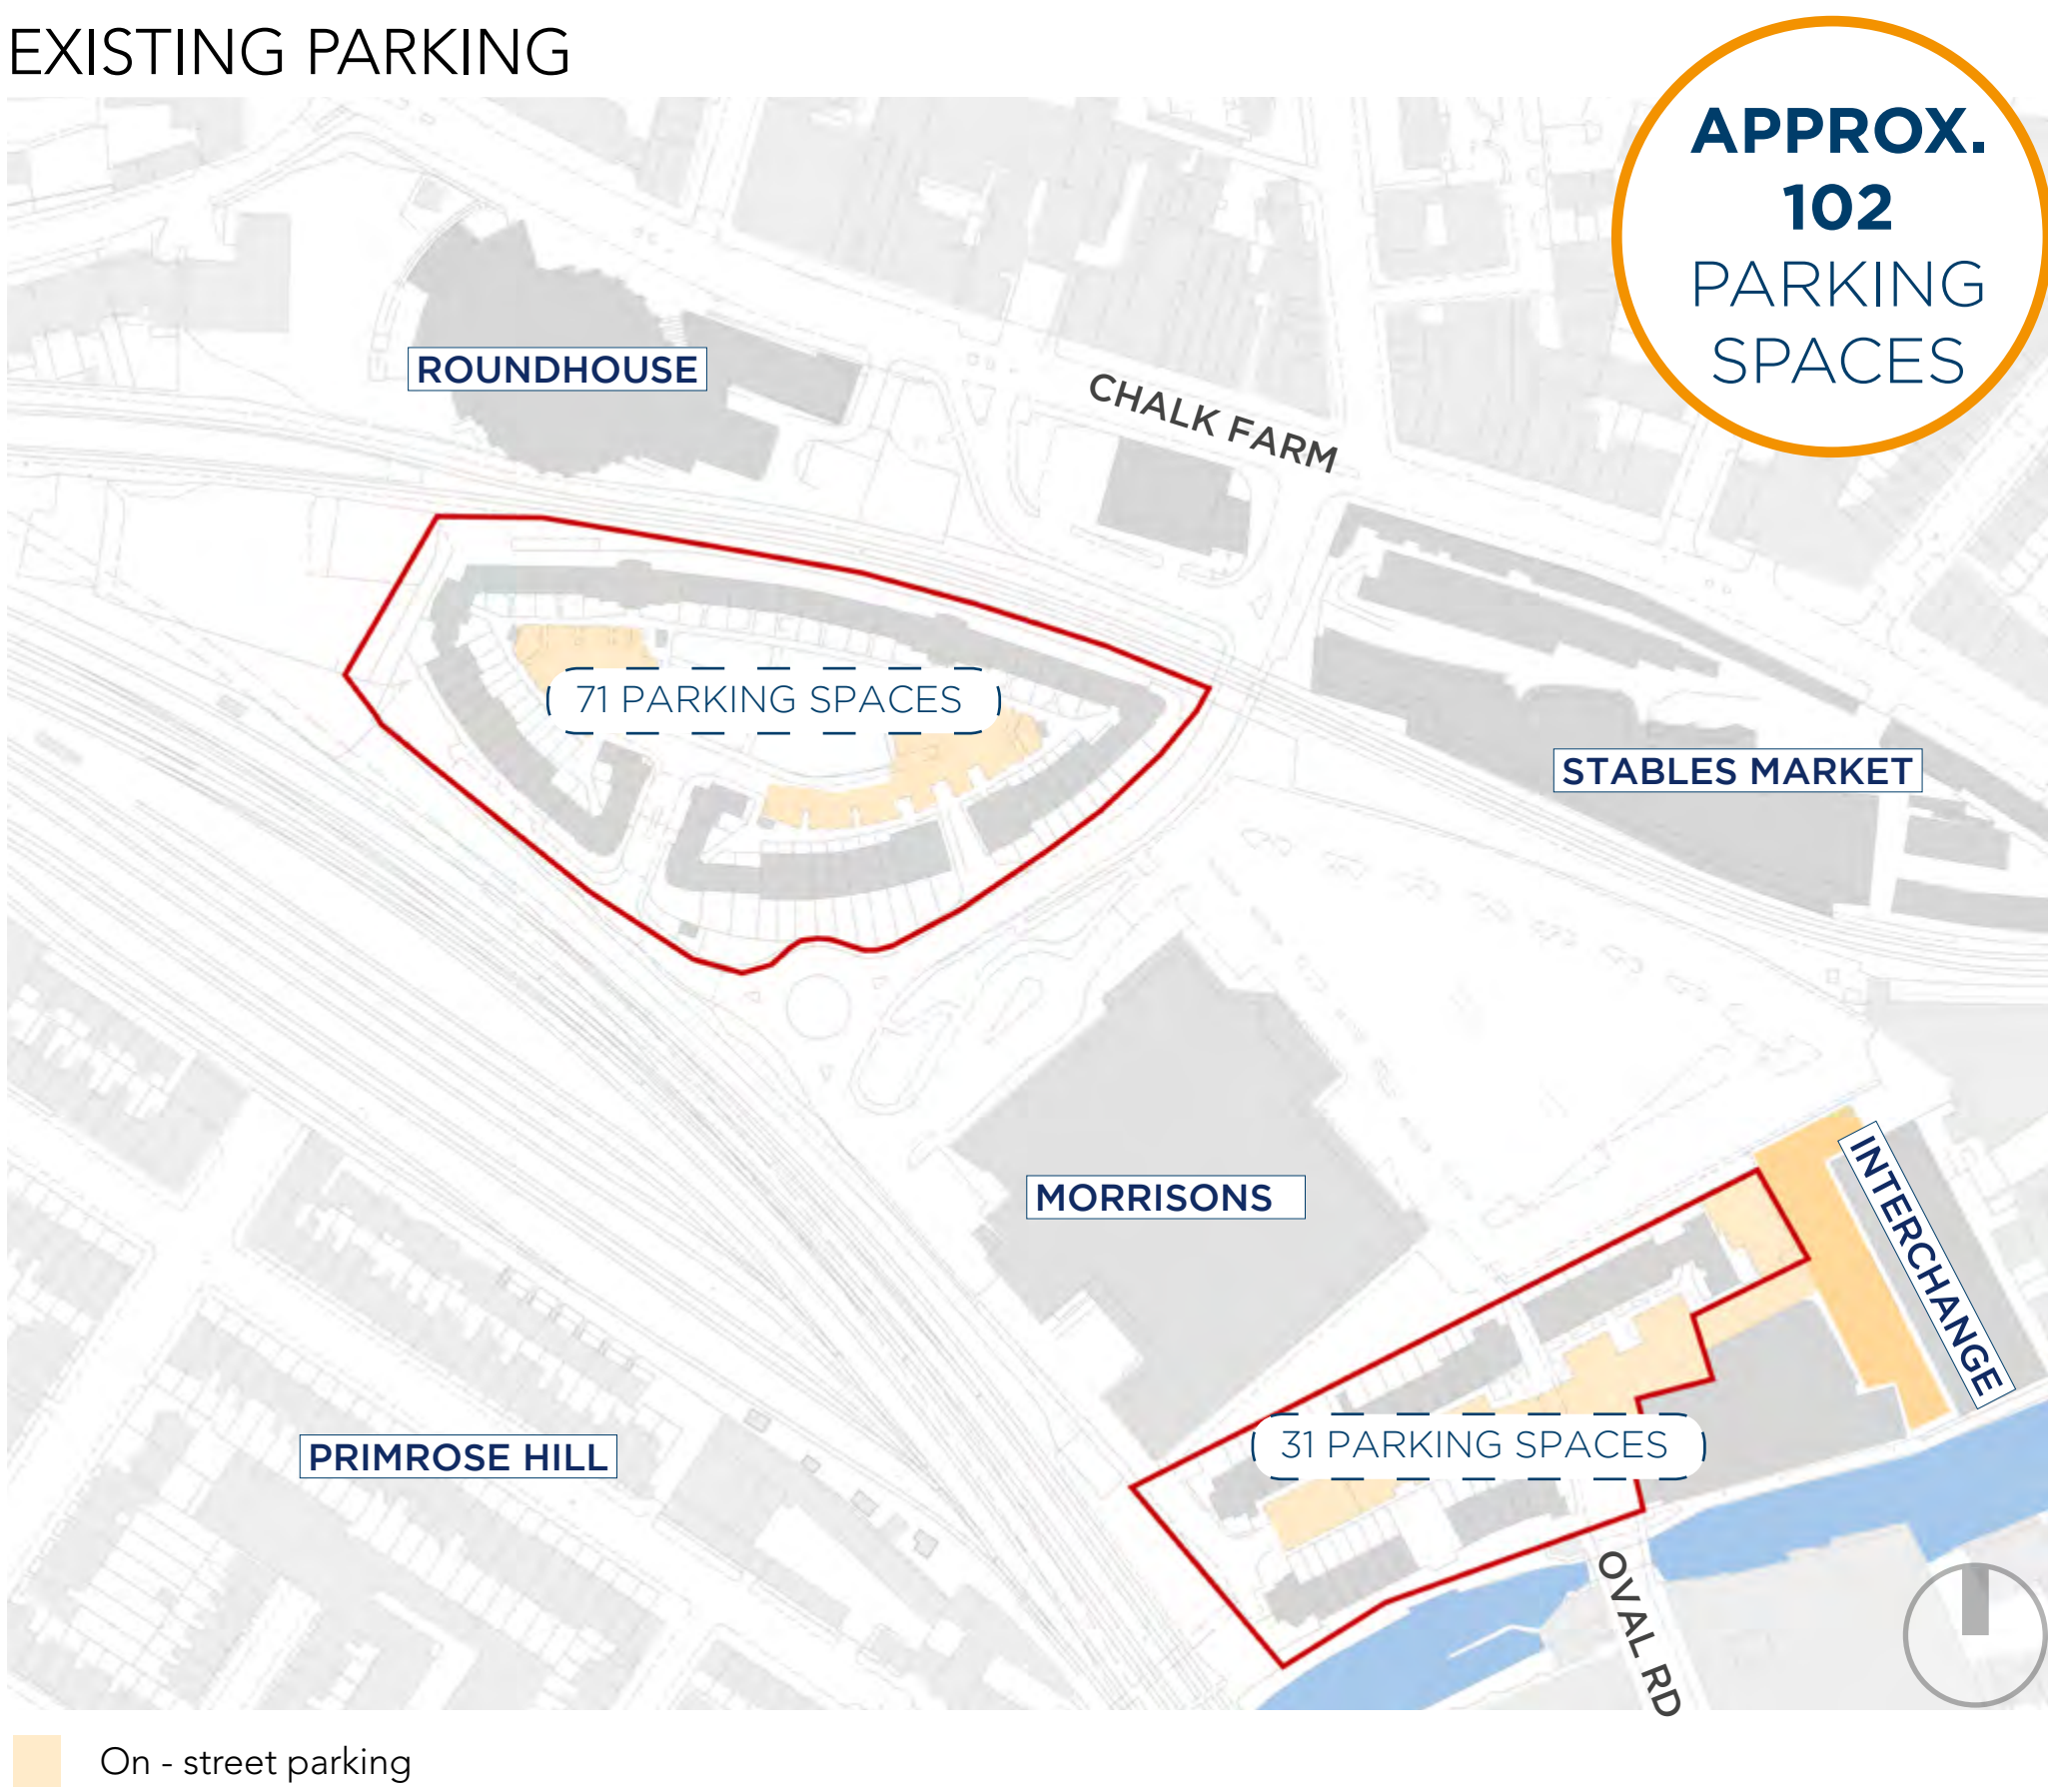 EXISTING PARKING
APPROX.
102
PARKING
SPACES
ROUNDHOUSE
CHALK FARM
71 PARKING SPACES
STABLES MARKET
INTERCHANGE
MORRISONS
31 PARKING SPACES
PRIMROSE HILL
OVAL RD
On - street parking